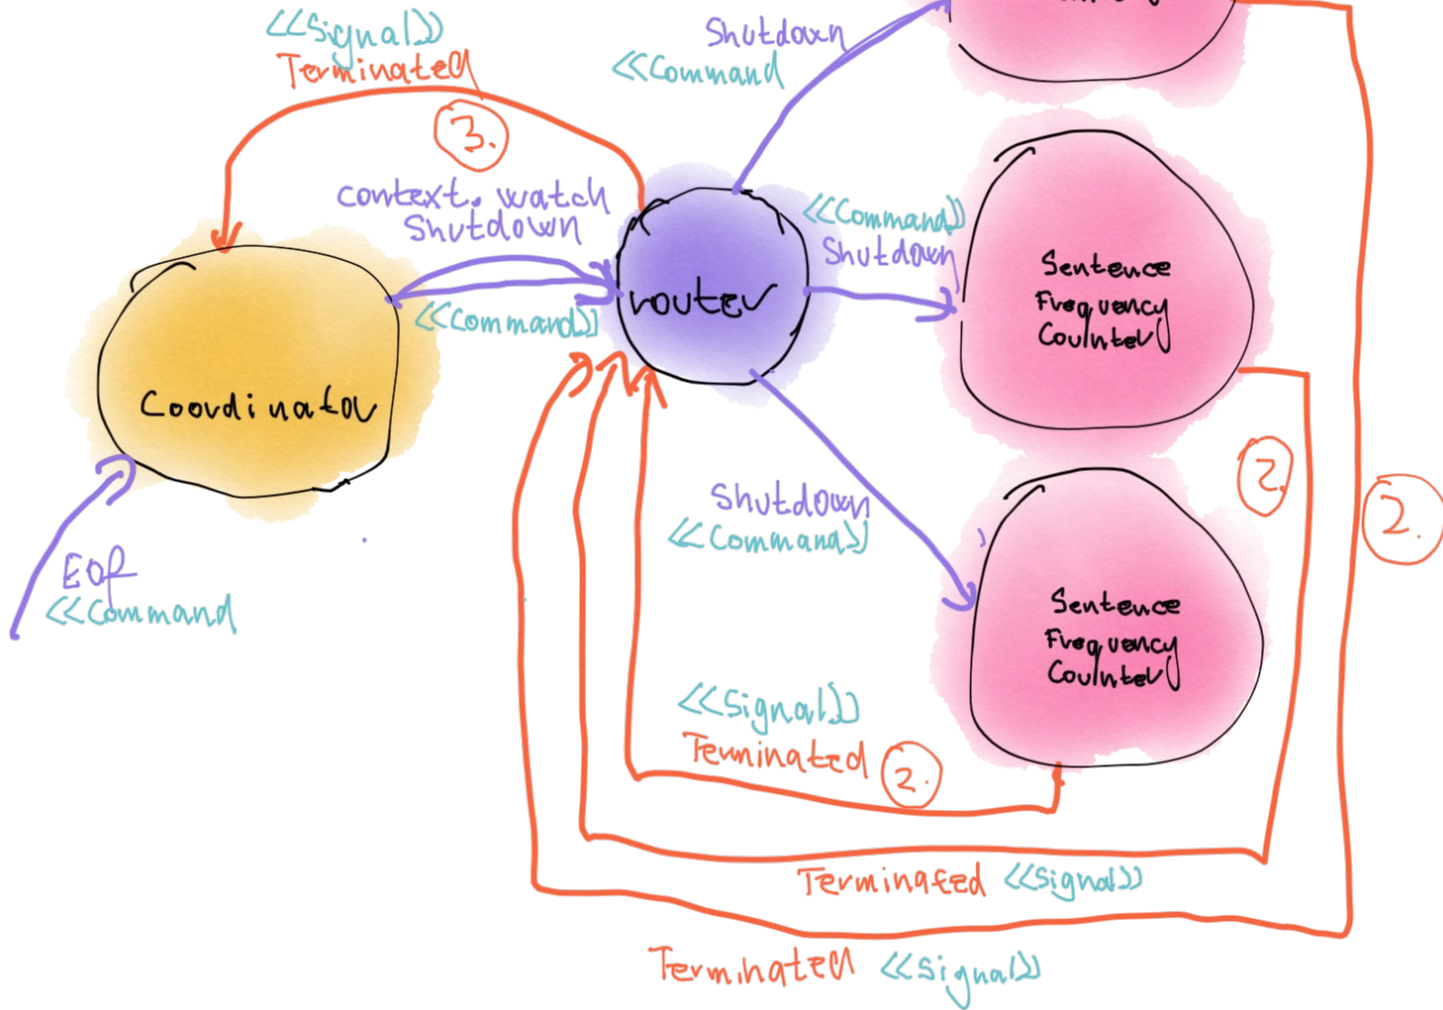 <<Signal>>
Terminated
3.
Shutdown
<<Command
context. watch
Shutdown
<<Command>>
<<Command>>
Shutdown
router
Sentence
Frequency
Counter
Coordinator
EOF
<<Command
Shutdown
<<Command>>
2.
2.
Sentence
Frequency
Counter
<<Signal>>
Terminated
2.
Terminated <<Signal>>
Terminated <<Signal>>